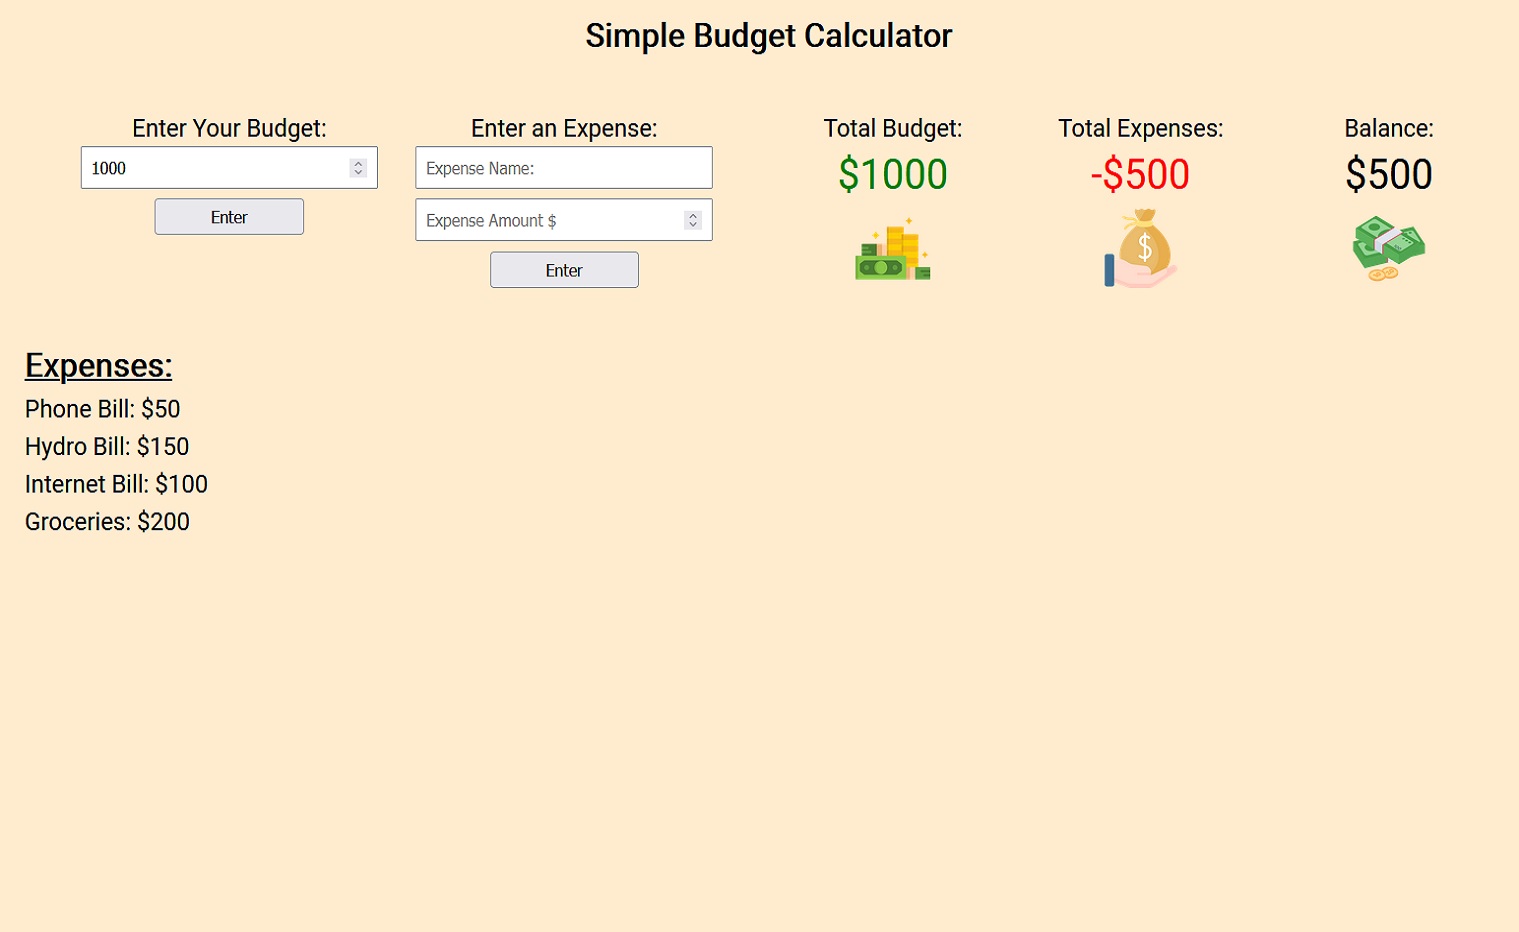 Simple Budget Calculator
Enter Your Budget:
1000
Enter
Enter an Expense:
Expense Name:
Expense Amount $
Enter
Total Budget:
$1000
Total Expenses:
-$500
$
Balance:
$500
Expenses:
Phone Bill: $50
Hydro Bill: $150
Internet Bill: $100
Groceries: $200